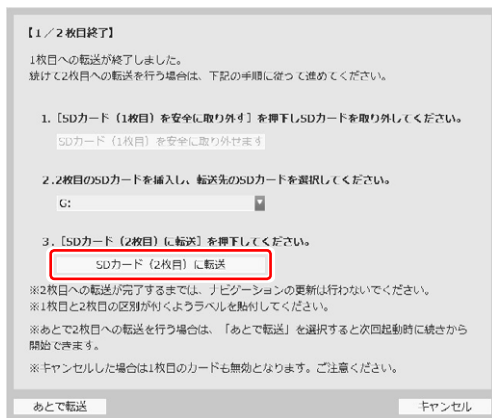 【1／2枚目終了】
1枚目への転送が終了しました。
続けて2枚目への転送を行う場合は、下記の手順に従って進めてください。
1.［SDカード（1枚目）を安全に取り外す］を押下しSDカードを取り外してください。
SDカード（1枚目）を安全に取り外せます
2.2枚目のSDカードを挿入し、転送先のSDカードを選択してください。
G:
3.［SDカード（2枚目）に転送］を押下してください。
SDカード（2枚目）に転送
※2枚目への転送が完了するまでは、ナビゲーションの更新は行わないでください。
※1枚目と2枚目の区別が付くようラベルを貼付してください。
※あとで2枚目への転送を行う場合は、「あとで転送」を選択すると次回起動時に続きから
開始できます。
※キャンセルした場合は1枚目のカードも無効となります。ご注意ください。
あとで転送
キャンセル